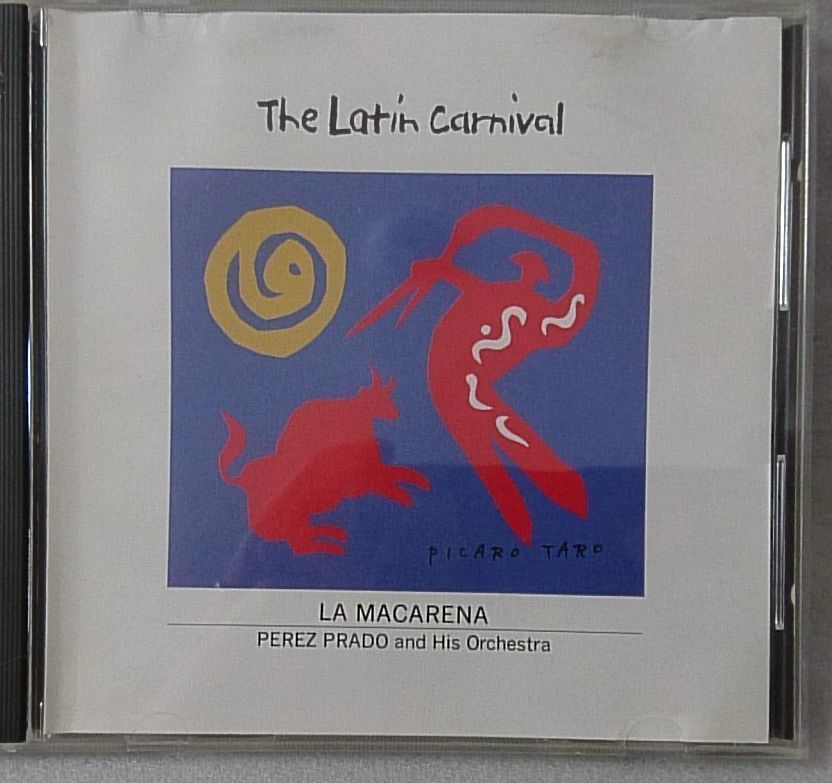 The Latin Carnival
PICARO TARO
LA MACARENA
PEREZ PRADO and His Orchestra